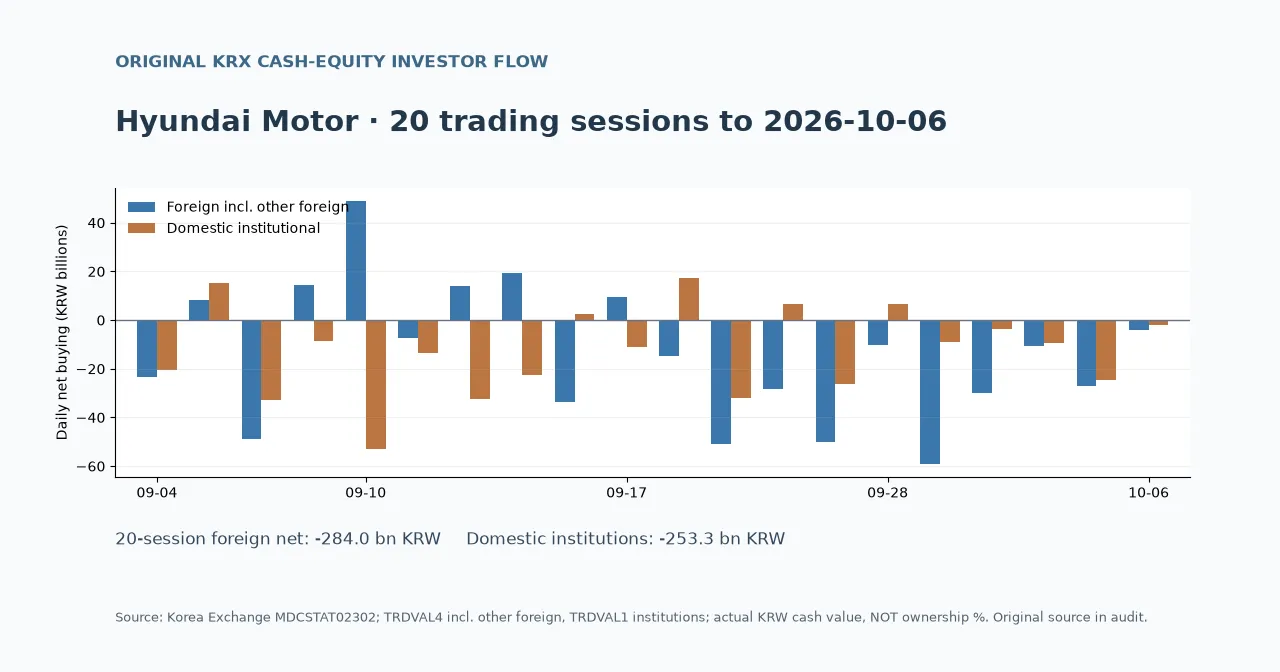 ORIGINAL KRX CASH-EQUITY INVESTOR FLOW
Hyundai Motor · 20 trading sessions to 2026-10-06
Foreign incl. other foreign
Domestic institutional
Daily net buying (KRW billions)
40
20
0
−20
−40
−60
09-04
09-10
09-17
09-28
10-06
20-session foreign net: -284.0 bn KRW Domestic institutions: -253.3 bn KRW
Source: Korea Exchange MDCSTAT02302; TRDVAL4 incl. other foreign, TRDVAL1 institutions; actual KRW cash value, NOT ownership %. Original source in audit.